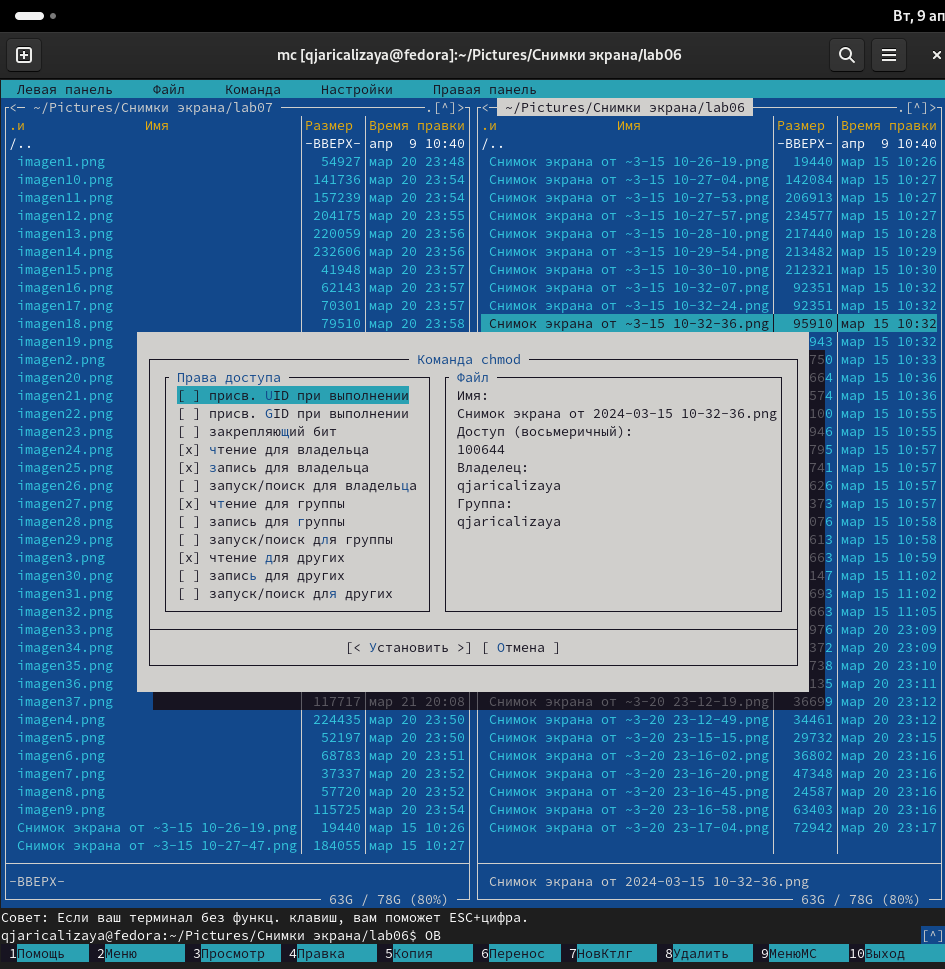 Вт, 9 ап
mc [qjaricalizaya@fedora]:~/Pictures/Снимки экрана/lab06
Левая панель Файл Команда Настройки Правая панель
<— ~/Pictures/Снимки экрана/lab07 .[^]>
.и Имя Размер Время правки
/.. -ВВЕРХ- апр 9 10:40
imagen1.png 54927 мар 20 23:48
imagen10.png 141736 мар 20 23:54
imagen11.png 157239 мар 20 23:54
imagen12.png 204175 мар 20 23:55
imagen13.png 220059 мар 20 23:56
imagen14.png 232606 мар 20 23:56
imagen15.png 41948 мар 20 23:57
imagen16.png 62143 мар 20 23:57
imagen17.png 70301 мар 20 23:57
imagen18.png 79510 мар 20 23:58
imagen19.png
imagen2.png
imagen20.png
imagen21.png
imagen22.png
imagen23.png
imagen24.png
imagen25.png
imagen26.png
imagen27.png
imagen28.png
imagen29.png
imagen3.png
imagen30.png
imagen31.png
imagen32.png
imagen33.png
imagen34.png
imagen35.png
imagen36.png
imagen37.png 117717 мар 21 20:08
imagen4.png 224435 мар 20 23:50
imagen5.png 52197 мар 20 23:50
imagen6.png 68783 мар 20 23:51
imagen7.png 37337 мар 20 23:52
imagen8.png 57720 мар 20 23:52
imagen9.png 115725 мар 20 23:54
Снимок экрана от ~3-15 10-26-19.png 19440 мар 15 10:26
Снимок экрана от ~3-15 10-27-47.png 184055 мар 15 10:27
-ВВЕРХ-
63G / 78G (80%)
<— ~/Pictures/Снимки экрана/lab06 .[^]>
.и Имя Размер Время правки
/.. -ВВЕРХ- апр 9 10:40
Снимок экрана от ~3-15 10-26-19.png 19440 мар 15 10:26
Снимок экрана от ~3-15 10-27-04.png 142084 мар 15 10:27
Снимок экрана от ~3-15 10-27-53.png 206913 мар 15 10:27
Снимок экрана от ~3-15 10-27-57.png 234577 мар 15 10:27
Снимок экрана от ~3-15 10-28-10.png 217440 мар 15 10:28
Снимок экрана от ~3-15 10-29-54.png 213482 мар 15 10:29
Снимок экрана от ~3-15 10-30-10.png 212321 мар 15 10:30
Снимок экрана от ~3-15 10-32-07.png 92351 мар 15 10:32
Снимок экрана от ~3-15 10-32-24.png 92351 мар 15 10:32
Снимок экрана от ~3-15 10-32-36.png 95910 мар 15 10:32
943 мар 15 10:32
750 мар 15 10:33
664 мар 15 10:36
574 мар 15 10:36
100 мар 15 10:55
946 мар 15 10:55
795 мар 15 10:57
741 мар 15 10:57
626 мар 15 10:57
373 мар 15 10:57
076 мар 15 10:58
613 мар 15 10:58
663 мар 15 10:59
147 мар 15 11:02
693 мар 15 11:02
663 мар 15 11:05
976 мар 20 23:09
372 мар 20 23:09
738 мар 20 23:10
135 мар 20 23:11
Снимок экрана от ~3-20 23-12-19.png 36699 мар 20 23:12
Снимок экрана от ~3-20 23-12-49.png 34461 мар 20 23:12
Снимок экрана от ~3-20 23-15-15.png 29732 мар 20 23:15
Снимок экрана от ~3-20 23-16-02.png 36802 мар 20 23:16
Снимок экрана от ~3-20 23-16-20.png 47348 мар 20 23:16
Снимок экрана от ~3-20 23-16-45.png 24587 мар 20 23:16
Снимок экрана от ~3-20 23-16-58.png 63403 мар 20 23:16
Снимок экрана от ~3-20 23-17-04.png 72942 мар 20 23:17
Снимок экрана от 2024-03-15 10-32-36.png
63G / 78G (80%)
Команда chmod
Права доступа
[ ] присв. UID при выполнении
[ ] присв. GID при выполнении
[ ] закрепляющий бит
[x] чтение для владельца
[x] запись для владельца
[ ] запуск/поиск для владельца
[x] чтение для группы
[ ] запись для группы
[ ] запуск/поиск для группы
[x] чтение для других
[ ] запись для других
[ ] запуск/поиск для других
Файл
Имя:
Снимок экрана от 2024-03-15 10-32-36.png
Доступ (восьмеричный):
100644
Владелец:
qjaricalizaya
Группа:
qjaricalizaya
[< Установить >] [ Отмена ]
Совет: Если ваш терминал без функц. клавиш, вам поможет ESC+цифра.
qjaricalizaya@fedora:~/Pictures/Снимки экрана/lab06$ OB [^]
1Помощь 2Меню 3Просмотр 4Правка 5Копия 6Перенос 7НовКтлг 8Удалить 9МенюМС 10Выход